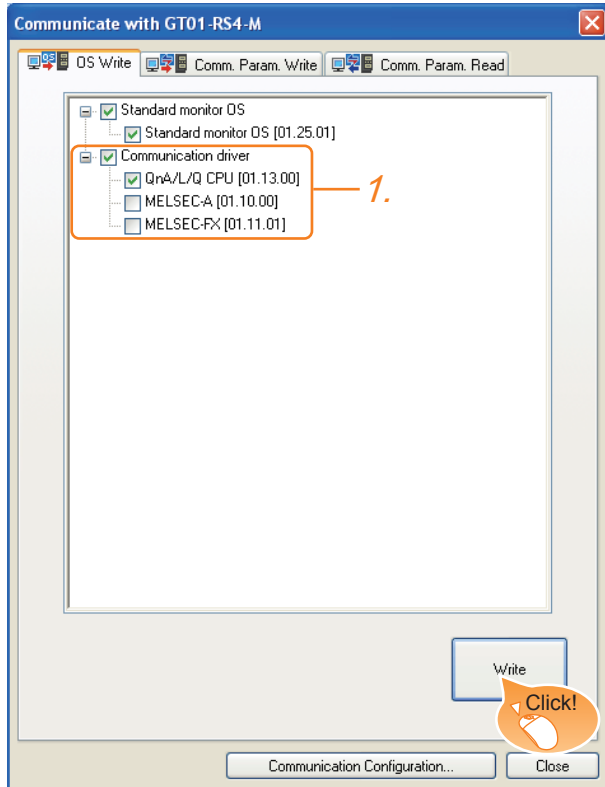 Communicate with GT01-RS4-M
OS Write
Comm. Param. Write
Comm. Param. Read
Standard monitor OS
Standard monitor OS [01.25.01]
Communication driver
QnA/L/Q CPU [01.13.00]
MELSEC-A [01.10.00]
MELSEC-FX [01.11.01]
1.
Write
Click!
Communication Configuration...
Close